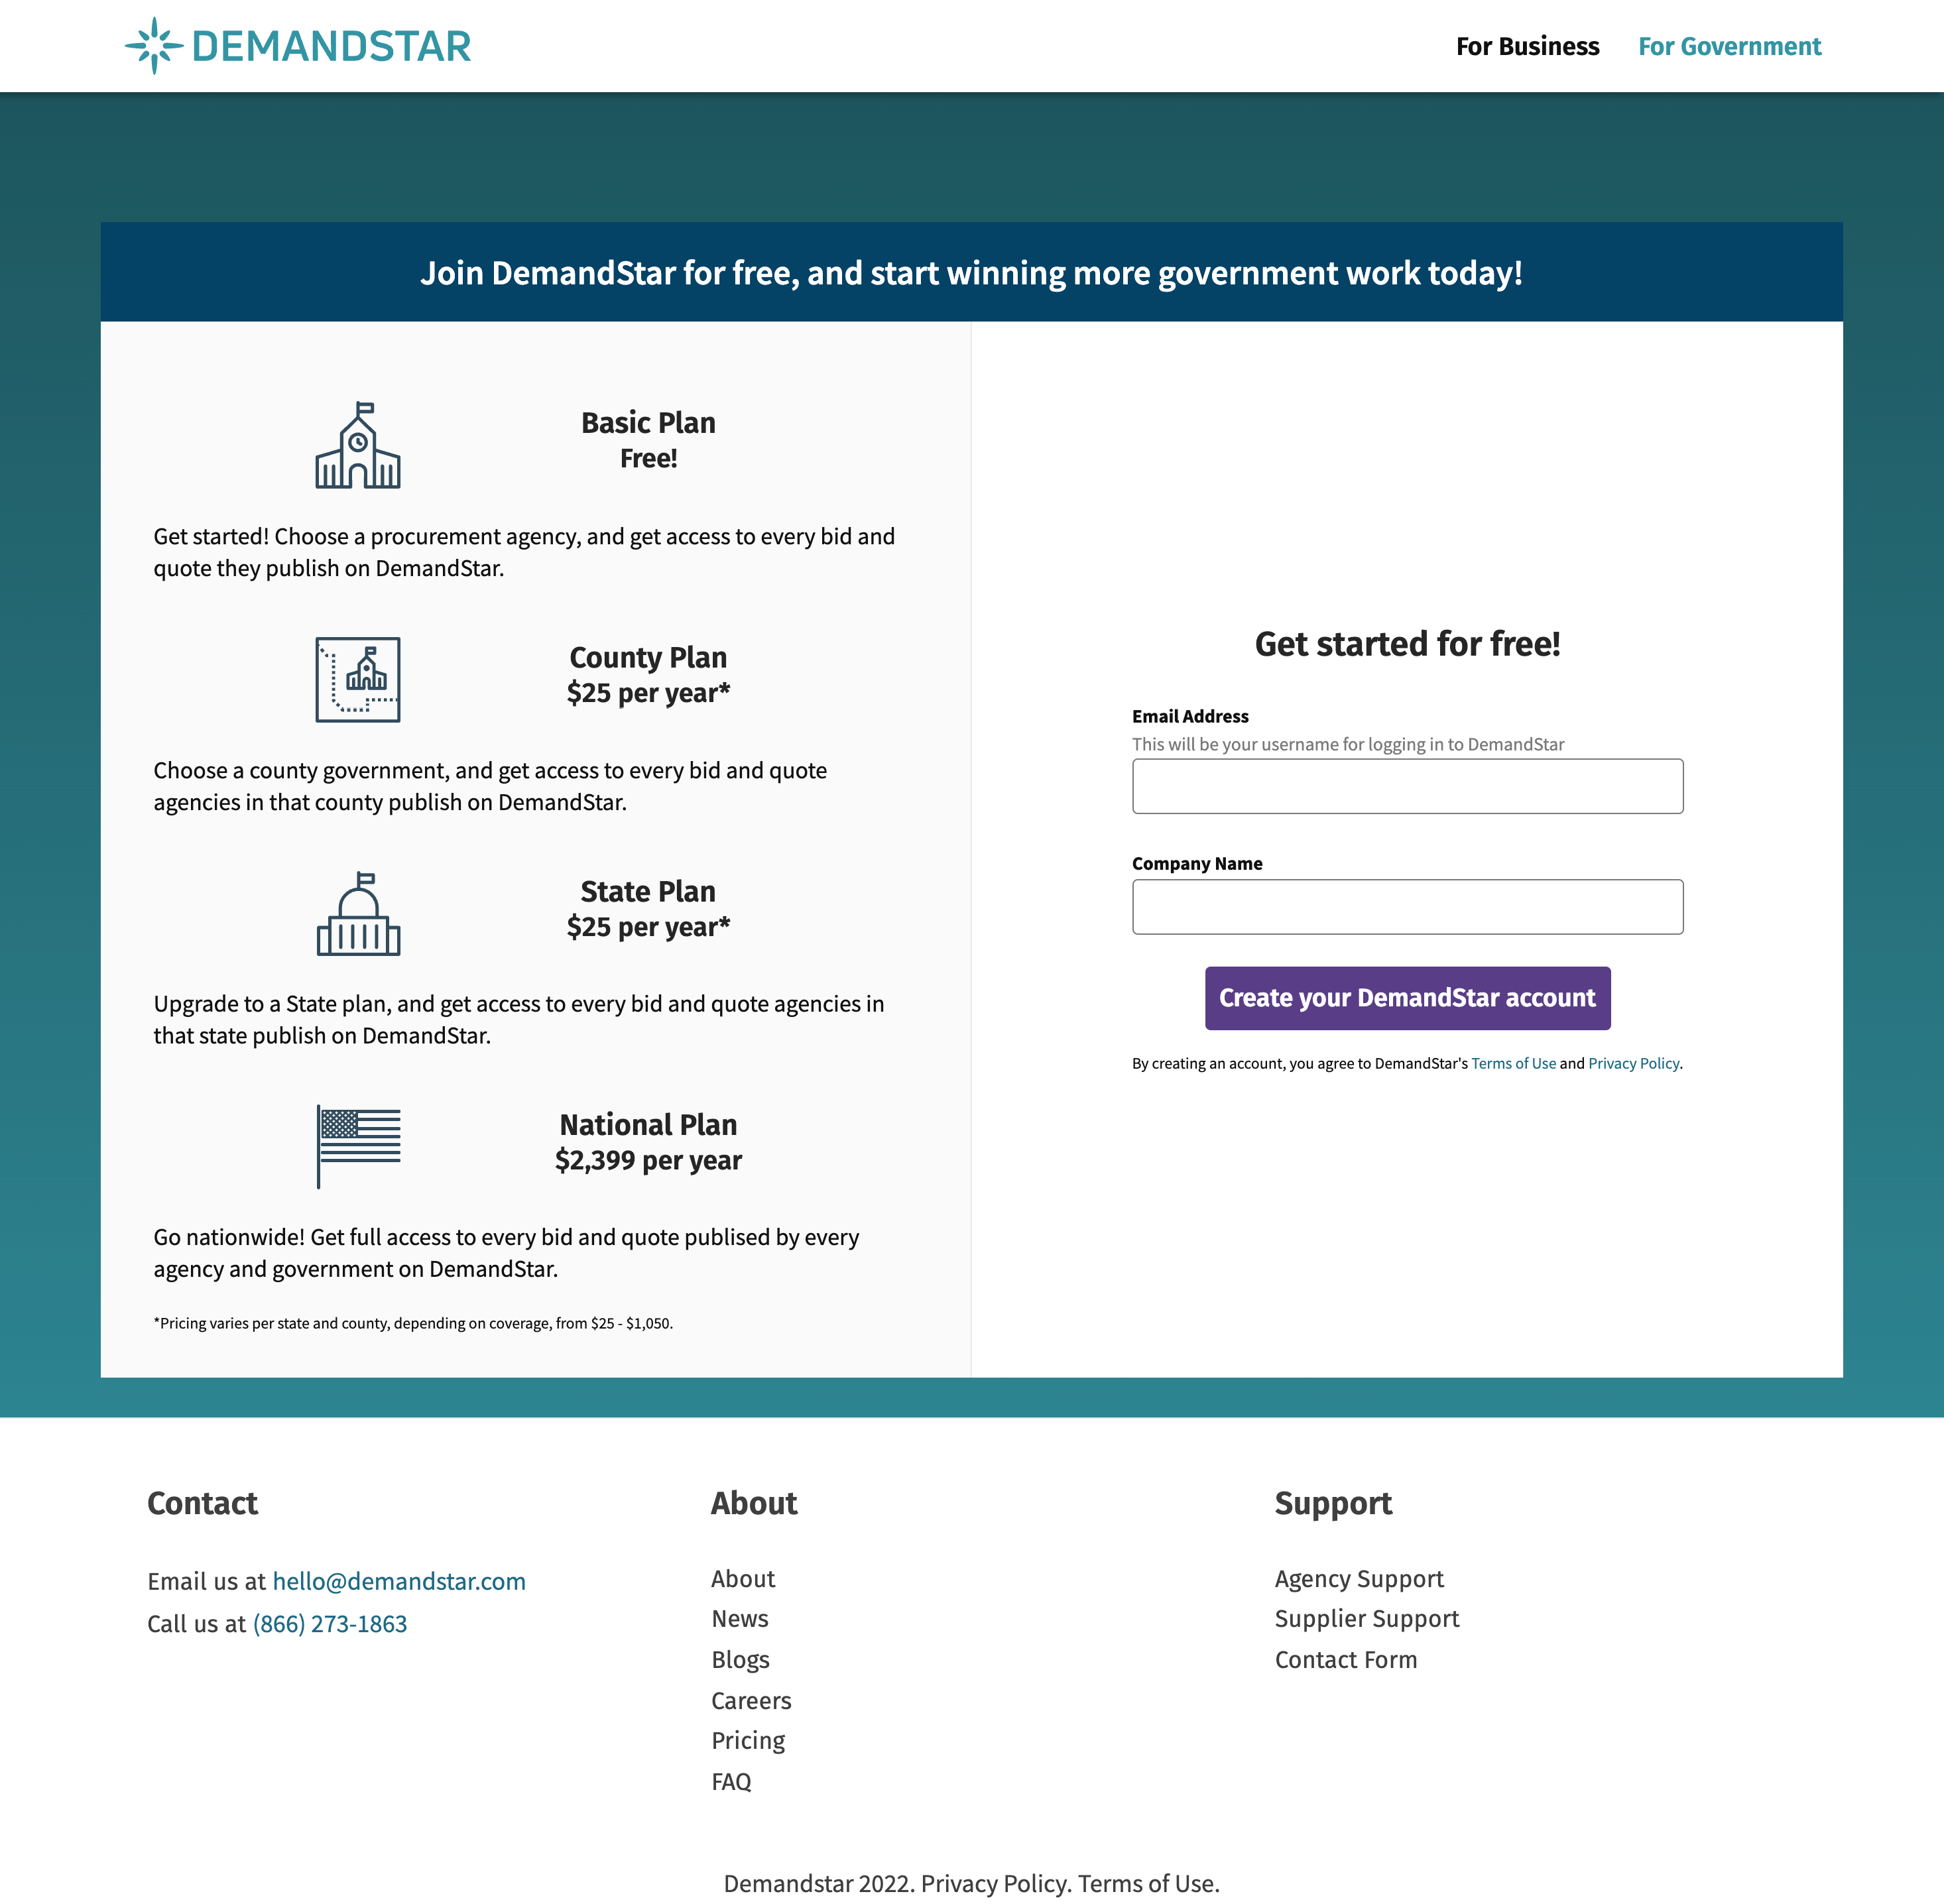 DEMANDSTAR
For Business
For Government
Join DemandStar for free, and start winning more government work today!
Basic Plan
Free!
Get started! Choose a procurement agency, and get access to every bid and
quote they publish on DemandStar.
County Plan
$25 per year*
Choose a county government, and get access to every bid and quote
agencies in that county publish on DemandStar.
State Plan
$25 per year*
Upgrade to a State plan, and get access to every bid and quote agencies in
that state publish on DemandStar.
National Plan
$2,399 per year
Go nationwide! Get full access to every bid and quote publised by every
agency and government on DemandStar.
*Pricing varies per state and county, depending on coverage, from $25 - $1,050.
Get started for free!
Email Address
This will be your username for logging in to DemandStar
Company Name
Create your DemandStar account
By creating an account, you agree to DemandStar's Terms of Use and Privacy Policy.
Contact
Email us at hello@demandstar.com
Call us at (866) 273-1863
About
About
News
Blogs
Careers
Pricing
FAQ
Support
Agency Support
Supplier Support
Contact Form
Demandstar 2022. Privacy Policy. Terms of Use.